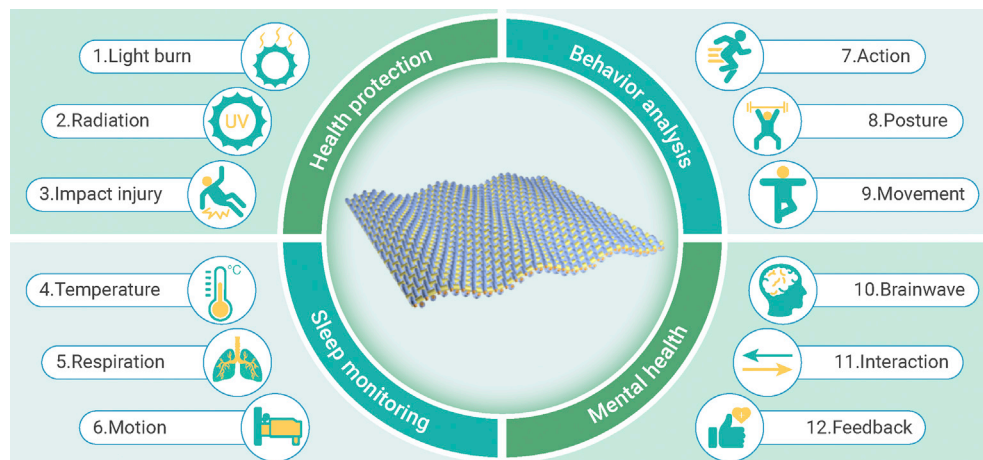 Health protection
1.Light burn
2.Radiation
UV
3.Impact injury
Behavior analysis
7.Action
8.Posture
9.Movement
Sleep monitoring
4.Temperature
°C
5.Respiration
6.Motion
Mental health
10.Brainwave
11.Interaction
12.Feedback